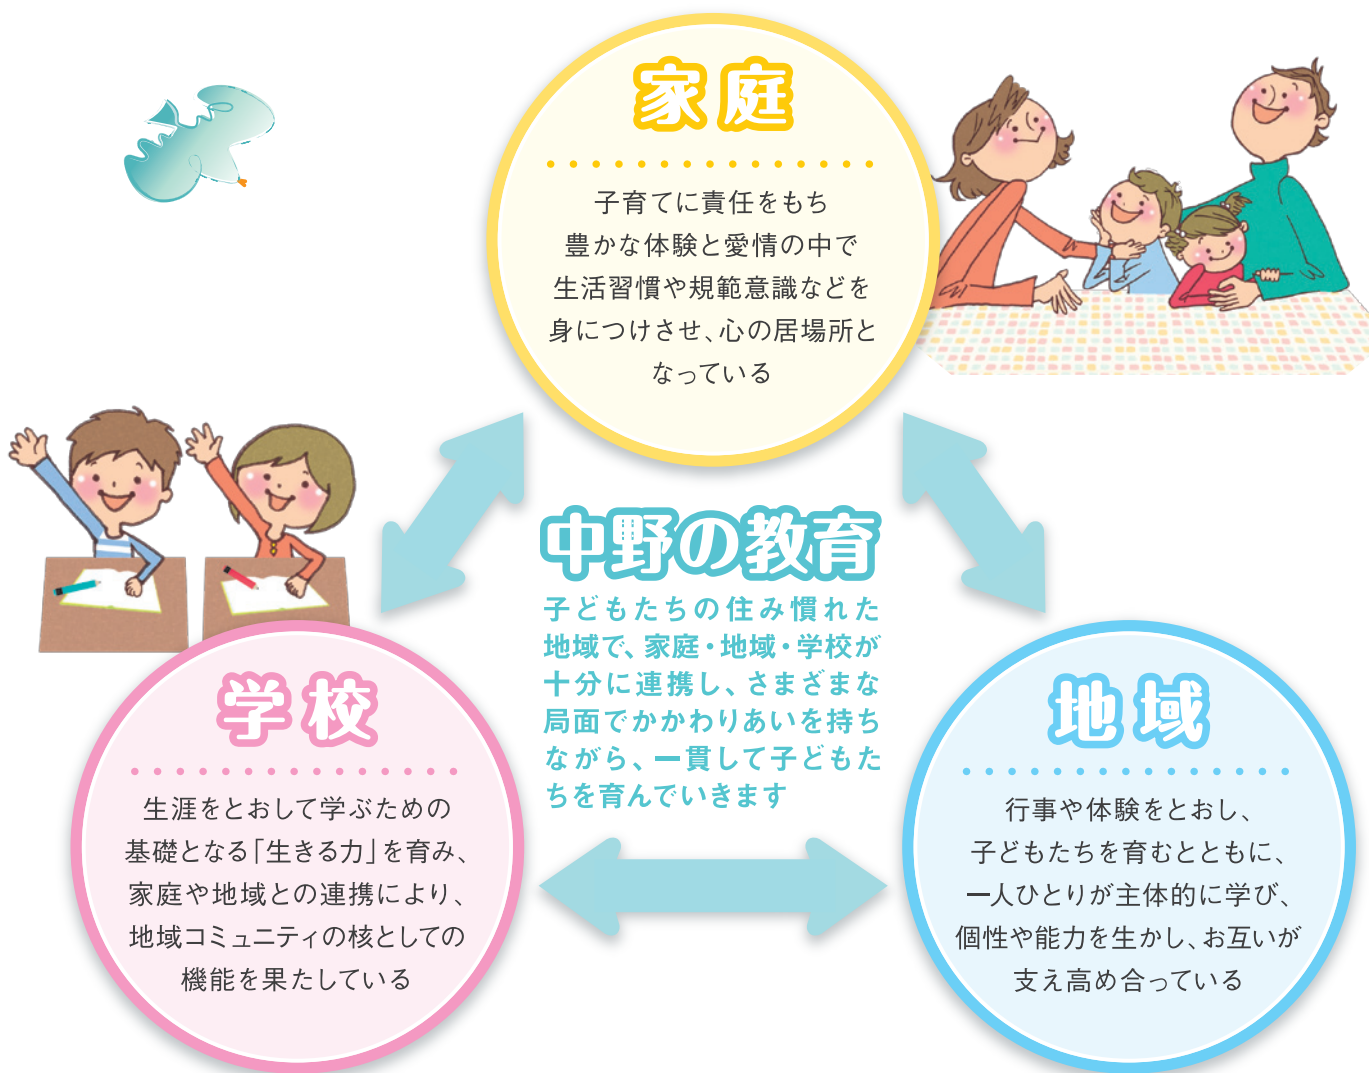 家庭
子育てに責任をもち
豊かな体験と愛情の中で
生活習慣や規範意識などを
身につけさせ、心の居場所と
なっている
中野の教育
子どもたちの住み慣れた
地域で、家庭・地域・学校が
十分に連携し、さまざまな
局面でかかわりあいを持ち
ながら、一貫して子どもた
ちを育んでいきます
学校
生涯をとおして学ぶための
基礎となる「生きる力」を育み、
家庭や地域との連携により、
地域コミュニティの核としての
機能を果たしている
地域
行事や体験をとおし、
子どもたちを育むとともに、
一人ひとりが主体的に学び、
個性や能力を生かし、お互いが
支え高め合っている